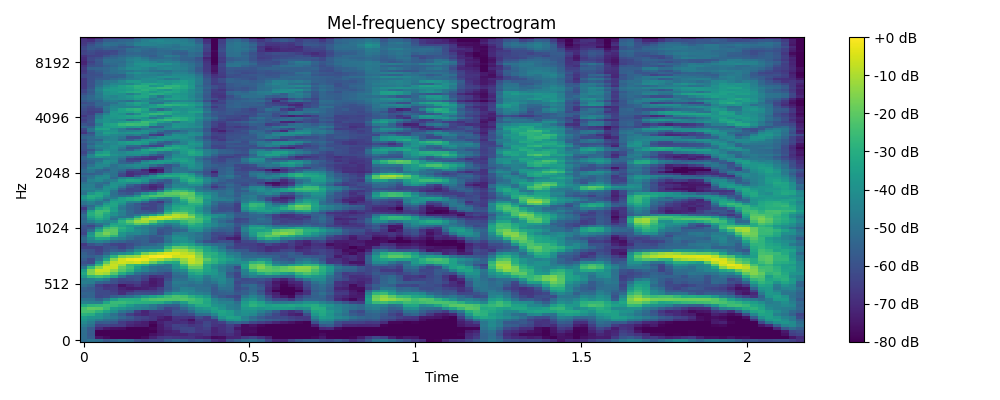 Mel-frequency spectrogram
+0 dB
8192
-10 dB
4096
-20 dB
-30 dB
2048
Hz
-40 dB
1024
-50 dB
-60 dB
512
-70 dB
0
-80 dB
0 0.5 1 1.5 2
Time